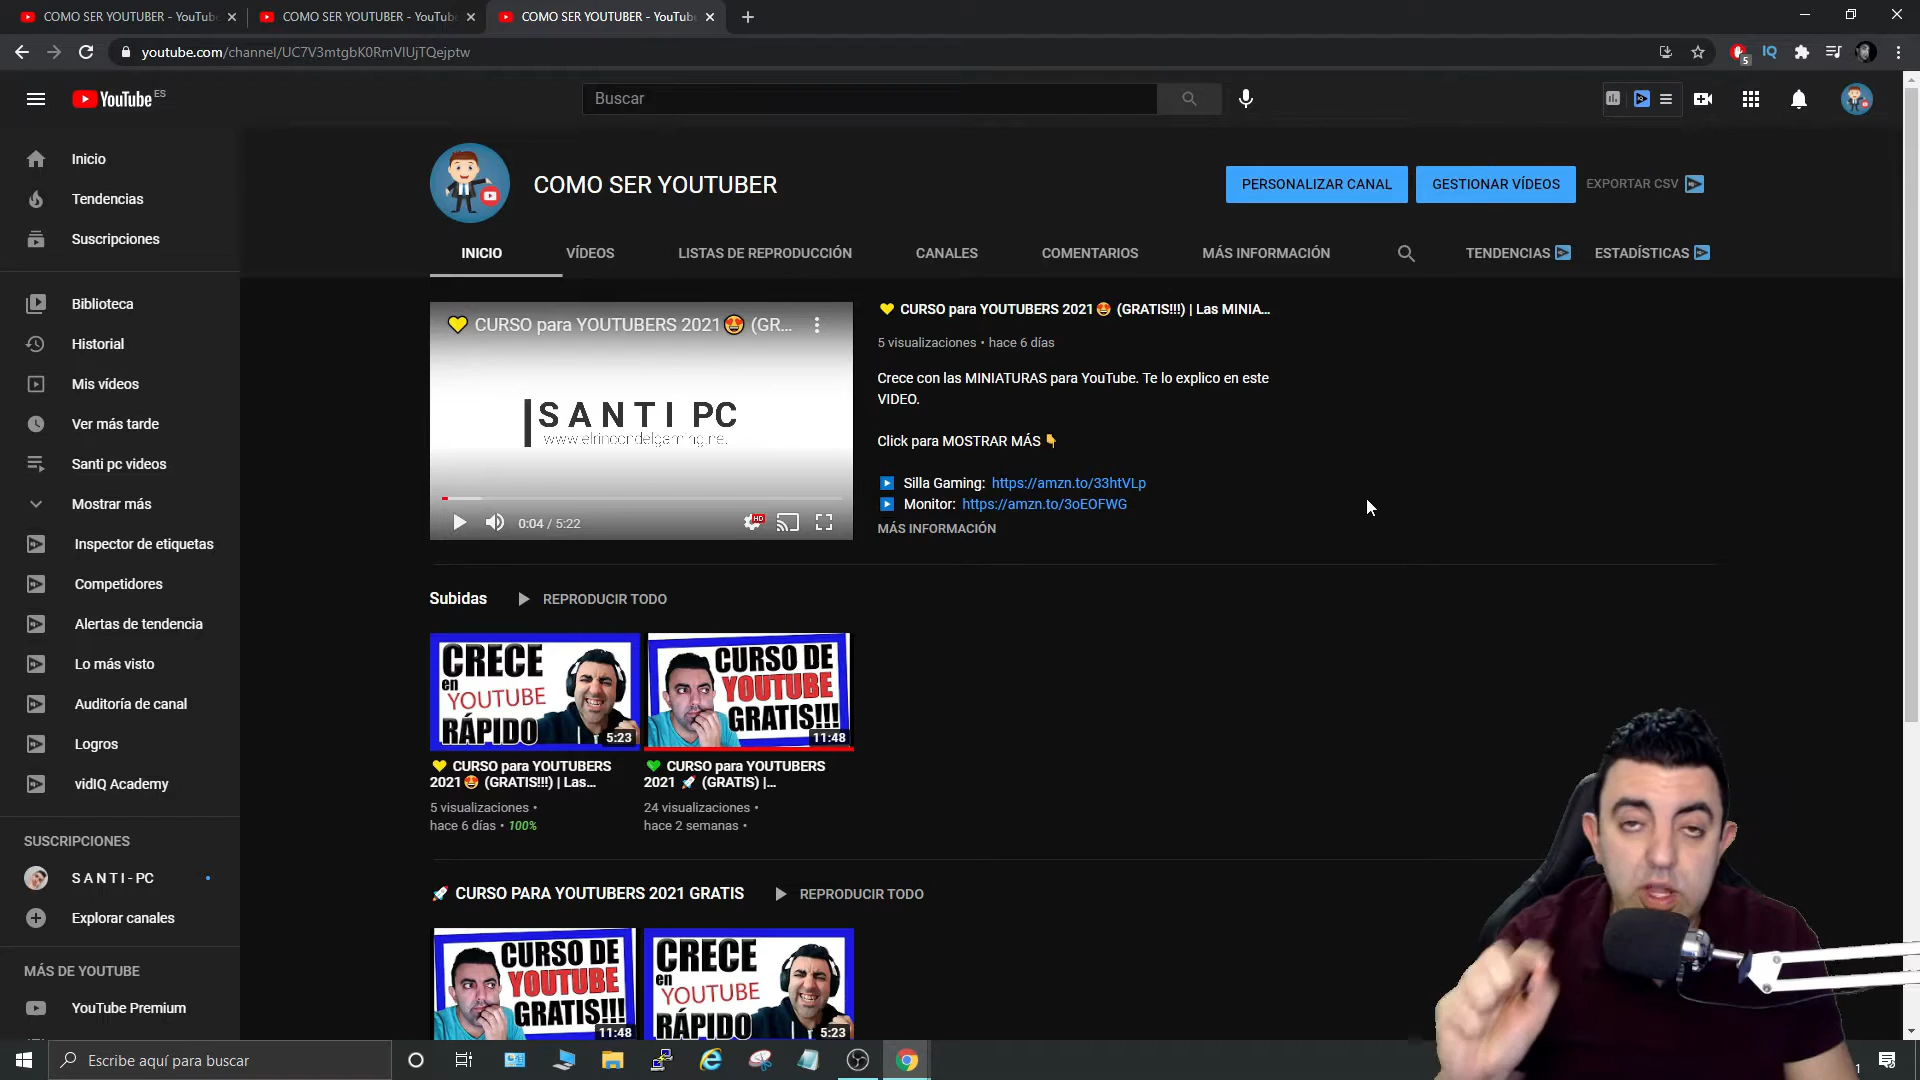 COMO SER YOUTUBER - YouTube
COMO SER YOUTUBER - YouTube
COMO SER YOUTUBER - YouTub
youtube.com/channel/UC7V3mtgbK0RmVIUjTQejptw
5
IQ
YouTube ES
Buscar
Inicio
Tendencias
Suscripciones
Biblioteca
Historial
Mis vídeos
Ver más tarde
Santi pc videos
Mostrar más
Inspector de etiquetas
Competidores
Alertas de tendencia
Lo más visto
Auditoría de canal
Logros
vidIQ Academy
SUSCRIPCIONES
S A N T I - PC
Explorar canales
MÁS DE YOUTUBE
YouTube Premium
COMO SER YOUTUBER
PERSONALIZAR CANAL
GESTIONAR VÍDEOS
EXPORTAR CSV
INICIO
VÍDEOS
LISTAS DE REPRODUCCIÓN
CANALES
COMENTARIOS
MÁS INFORMACIÓN
TENDENCIAS
ESTADÍSTICAS
💛 CURSO para YOUTUBERS 2021🤩 (GR...
SANTI PC
www.elrincondelgaming.net
0:04 / 5:22
HD
💛 CURSO para YOUTUBERS 2021🤩 (GRATIS!!!) | Las MINIA...
5 visualizaciones • hace 6 días
Crece con las MINIATURAS para YouTube. Te lo explico en este
VIDEO.
Click para MOSTRAR MÁS 👇
▶️ Silla Gaming: https://amzn.to/33htVLp
▶️ Monitor: https://amzn.to/3oEOFWG
MÁS INFORMACIÓN
Subidas
REPRODUCIR TODO
CRECE
en
YOUTUBE
RÁPIDO
5:23
💛 CURSO para YOUTUBERS
2021🤩 (GRATIS!!!) | Las...
5 visualizaciones •
hace 6 días • 100%
CURSO DE
YOUTUBE
GRATIS!!!
11:48
💚 CURSO para YOUTUBERS
2021 🚀 (GRATIS) |...
24 visualizaciones •
hace 2 semanas •
🚀 CURSO PARA YOUTUBERS 2021 GRATIS
REPRODUCIR TODO
CURSO DE
YOUTUBE
GRATIS!!!
11:48
CRECE
en
YOUTUBE
RÁPIDO
5:23
Escribe aquí para buscar